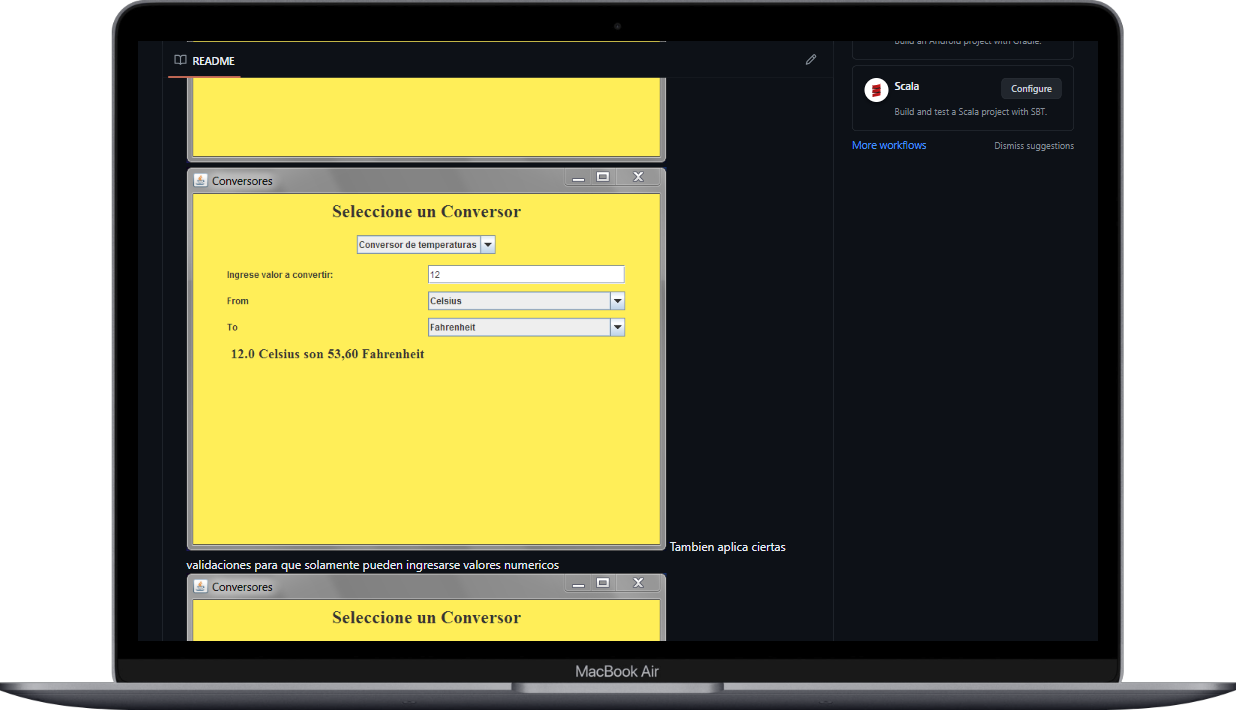 README
Conversores
Seleccione un Conversor
Conversor de temperaturas
Ingrese valor a convertir:
12
From
Celsius
To
Fahrenheit
12.0 Celsius son 53,60 Fahrenheit
Tambien aplica ciertas
validaciones para que solamente pueden ingresarse valores numericos
Conversores
Seleccione un Conversor
Build an Android project with Gradle.
Scala
Configure
Build and test a Scala project with SBT.
More workflows
Dismiss suggestions
MacBook Air